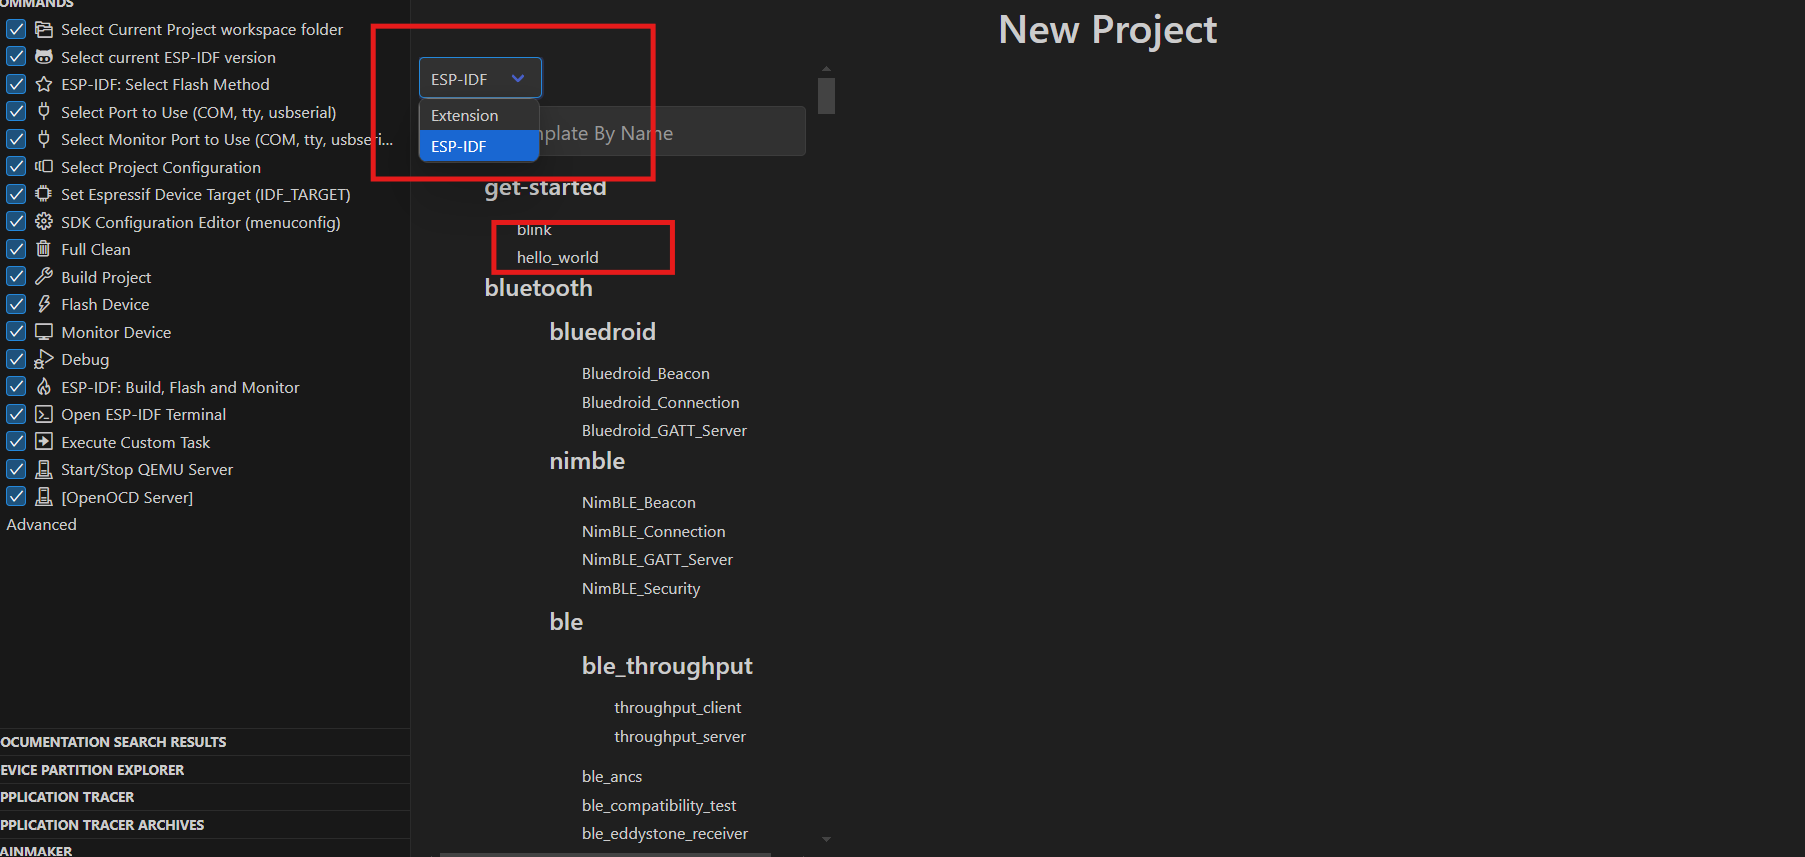 OMMANDS
Select Current Project workspace folder
Select current ESP-IDF version
ESP-IDF: Select Flash Method
Select Port to Use (COM, tty, usbserial)
Select Monitor Port to Use (COM, tty, usbseri...
Select Project Configuration
Set Espressif Device Target (IDF_TARGET)
SDK Configuration Editor (menuconfig)
Full Clean
Build Project
Flash Device
Monitor Device
Debug
ESP-IDF: Build, Flash and Monitor
Open ESP-IDF Terminal
Execute Custom Task
Start/Stop QEMU Server
[OpenOCD Server]
Advanced
OCUMENTATION SEARCH RESULTS
EVICE PARTITION EXPLORER
PPLICATION TRACER
PPLICATION TRACER ARCHIVES
AINMAKER
New Project
ESP-IDF
Extension
ESP-IDF
mplate By Name
get-started
blink
hello_world
bluetooth
bluedroid
Bluedroid_Beacon
Bluedroid_Connection
Bluedroid_GATT_Server
nimble
NimBLE_Beacon
NimBLE_Connection
NimBLE_GATT_Server
NimBLE_Security
ble
ble_throughput
throughput_client
throughput_server
ble_ancs
ble_compatibility_test
ble_eddystone_receiver